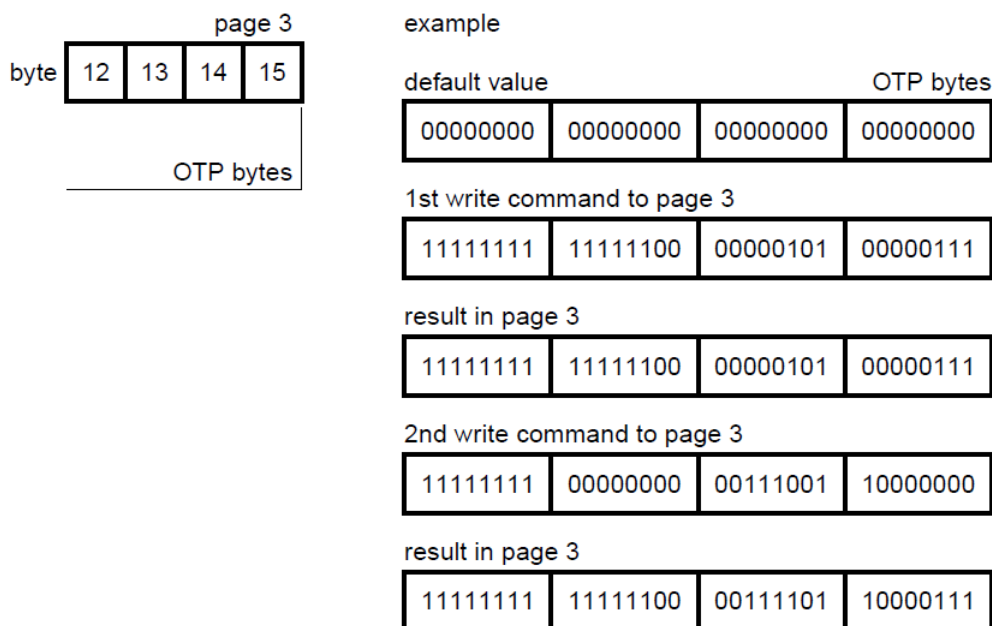 page 3
byte 12 13 14 15
OTP bytes
example
default value OTP bytes
00000000 00000000 00000000 00000000
1st write command to page 3
11111111 11111100 00000101 00000111
result in page 3
11111111 11111100 00000101 00000111
2nd write command to page 3
11111111 00000000 00111001 10000000
result in page 3
11111111 11111100 00111101 10000111